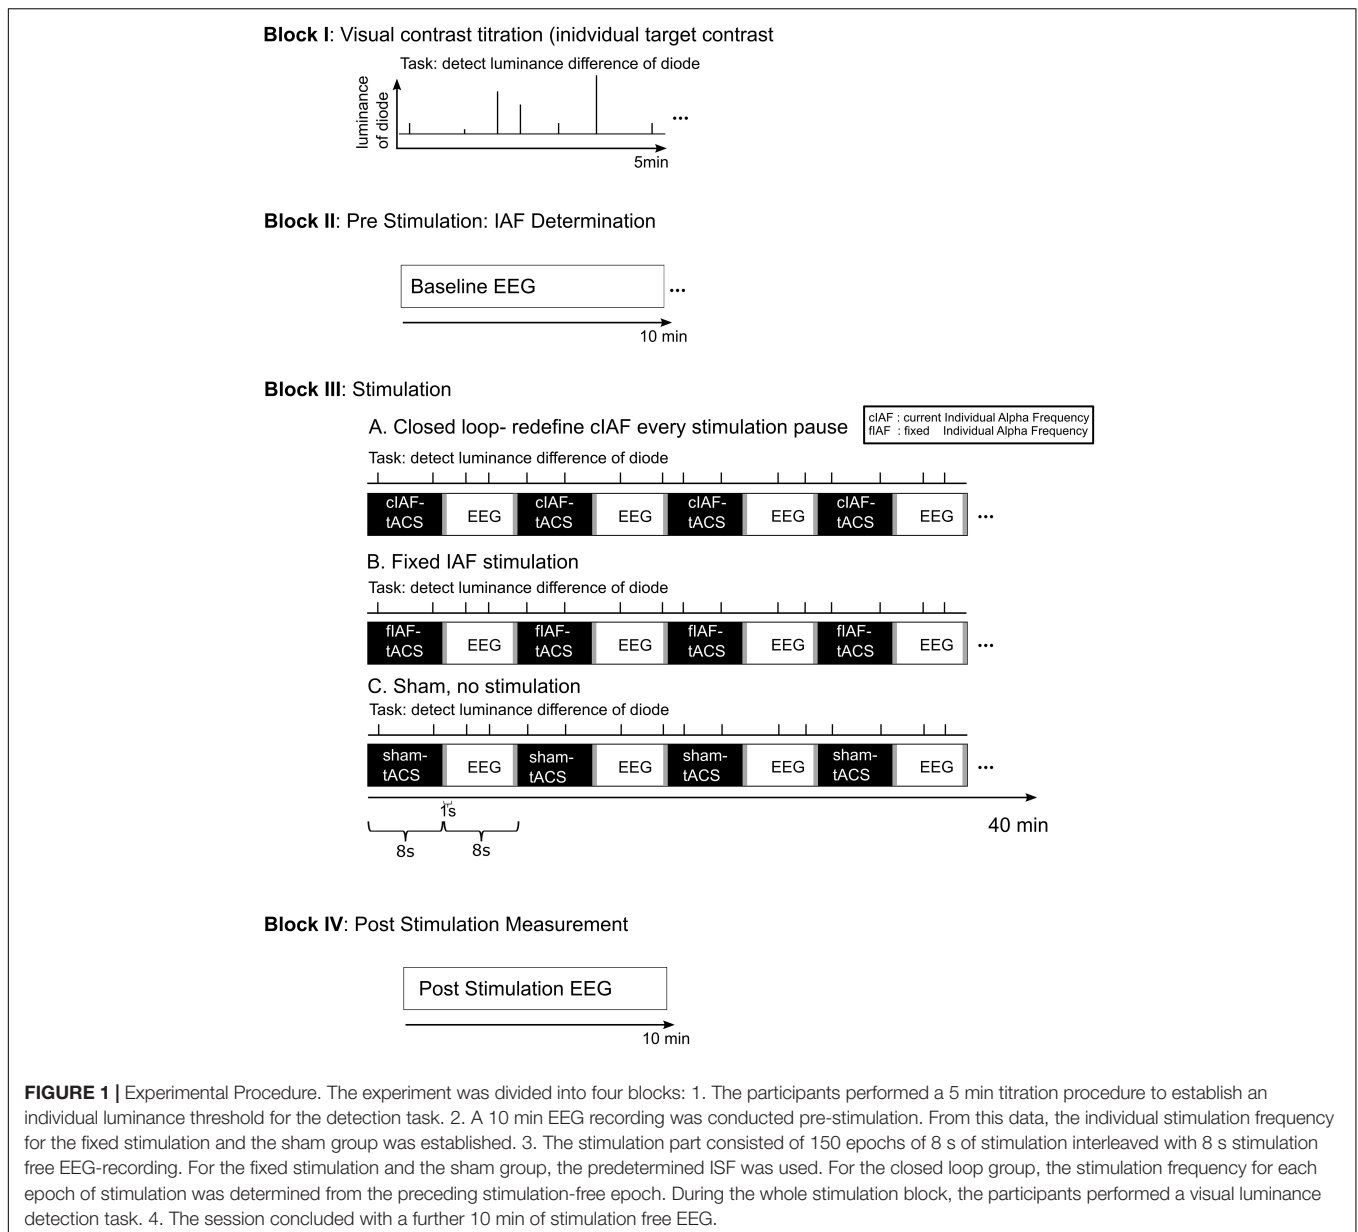 Block I: Visual contrast titration (inidvidual target contrast
Task: detect luminance difference of diode
luminance
of diode
...
5min
Block II: Pre Stimulation: IAF Determination
Baseline EEG
...
10 min
Block III: Stimulation
A. Closed loop- redefine cIAF every stimulation pause
cIAF : current Individual Alpha Frequency
fIAF : fixed Individual Alpha Frequency
Task: detect luminance difference of diode
cIAF-
tACS
EEG
cIAF-
tACS
EEG
cIAF-
tACS
EEG
cIAF-
tACS
EEG
...
B. Fixed IAF stimulation
Task: detect luminance difference of diode
fIAF-
tACS
EEG
fIAF-
tACS
EEG
fIAF-
tACS
EEG
fIAF-
tACS
EEG
...
C. Sham, no stimulation
Task: detect luminance difference of diode
sham-
tACS
EEG
sham-
tACS
EEG
sham-
tACS
EEG
sham-
tACS
EEG
...
1s
40 min
8s
8s
Block IV: Post Stimulation Measurement
Post Stimulation EEG
10 min
FIGURE 1 | Experimental Procedure. The experiment was divided into four blocks: 1. The participants performed a 5 min titration procedure to establish an
individual luminance threshold for the detection task. 2. A 10 min EEG recording was conducted pre-stimulation. From this data, the individual stimulation frequency
for the fixed stimulation and the sham group was established. 3. The stimulation part consisted of 150 epochs of 8 s of stimulation interleaved with 8 s stimulation
free EEG-recording. For the fixed stimulation and the sham group, the predetermined ISF was used. For the closed loop group, the stimulation frequency for each
epoch of stimulation was determined from the preceding stimulation-free epoch. During the whole stimulation block, the participants performed a visual luminance
detection task. 4. The session concluded with a further 10 min of stimulation free EEG.